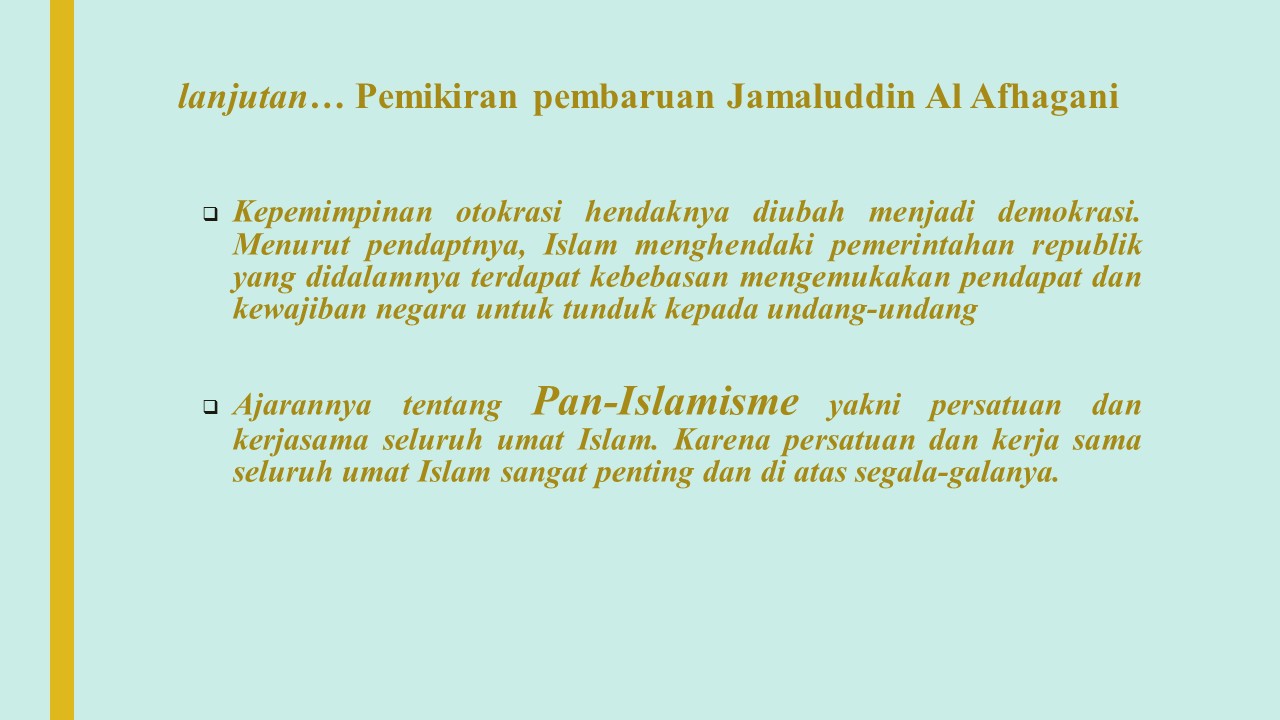 lanjutan… Pemikiran pembaruan Jamaluddin Al Afhagani
Kepemimpinan otokrasi hendaknya diubah menjadi demokrasi.
Menurut pendaptnya, Islam menghendaki pemerintahan republik
yang didalamnya terdapat kebebasan mengemukakan pendapat dan
kewajiban negara untuk tunduk kepada undang-undang
Ajarannya tentang Pan-Islamisme yakni persatuan dan
kerjasama seluruh umat Islam. Karena persatuan dan kerja sama
seluruh umat Islam sangat penting dan di atas segala-galanya.